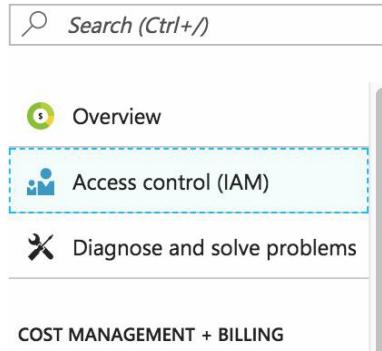 Search (Ctrl+/)
Overview
Access control (IAM)
Diagnose and solve problems
COST MANAGEMENT + BILLING